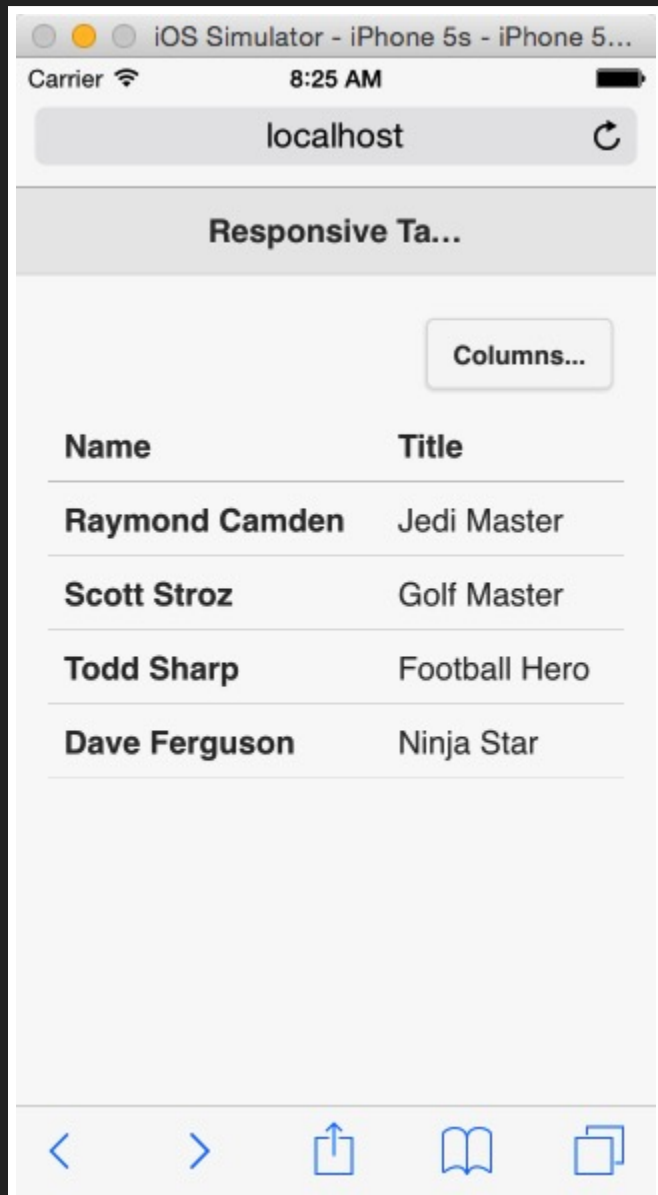 iOS Simulator - iPhone 5s - iPhone 5...
Carrier 8:25 AM
localhost
Responsive Ta...
Columns...
Name Title
Raymond Camden Jedi Master
Scott Stroz Golf Master
Todd Sharp Football Hero
Dave Ferguson Ninja Star